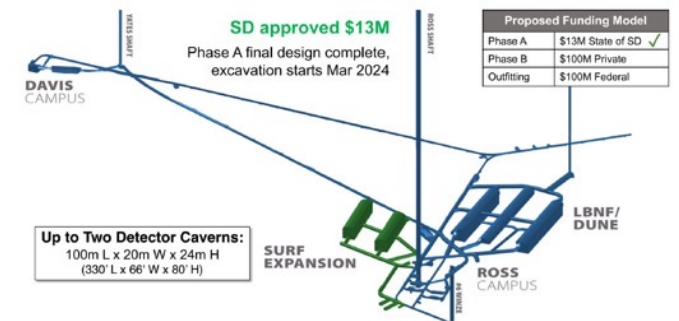 YATES SHAFT
SD approved $13M
Phase A final design complete,
excavation starts Mar 2024
ROSS SHAFT
Proposed Funding Model
Phase A $13M State of SD ✓
Phase B $100M Private
Outfitting $100M Federal
DAVIS
CAMPUS
Up to Two Detector Caverns:
100m L x 20m W x 24m H
(330' L x 66' W x 80' H)
SURF
EXPANSION
LBNF/
DUNE
ROSS
CAMPUS
#6 WINZE